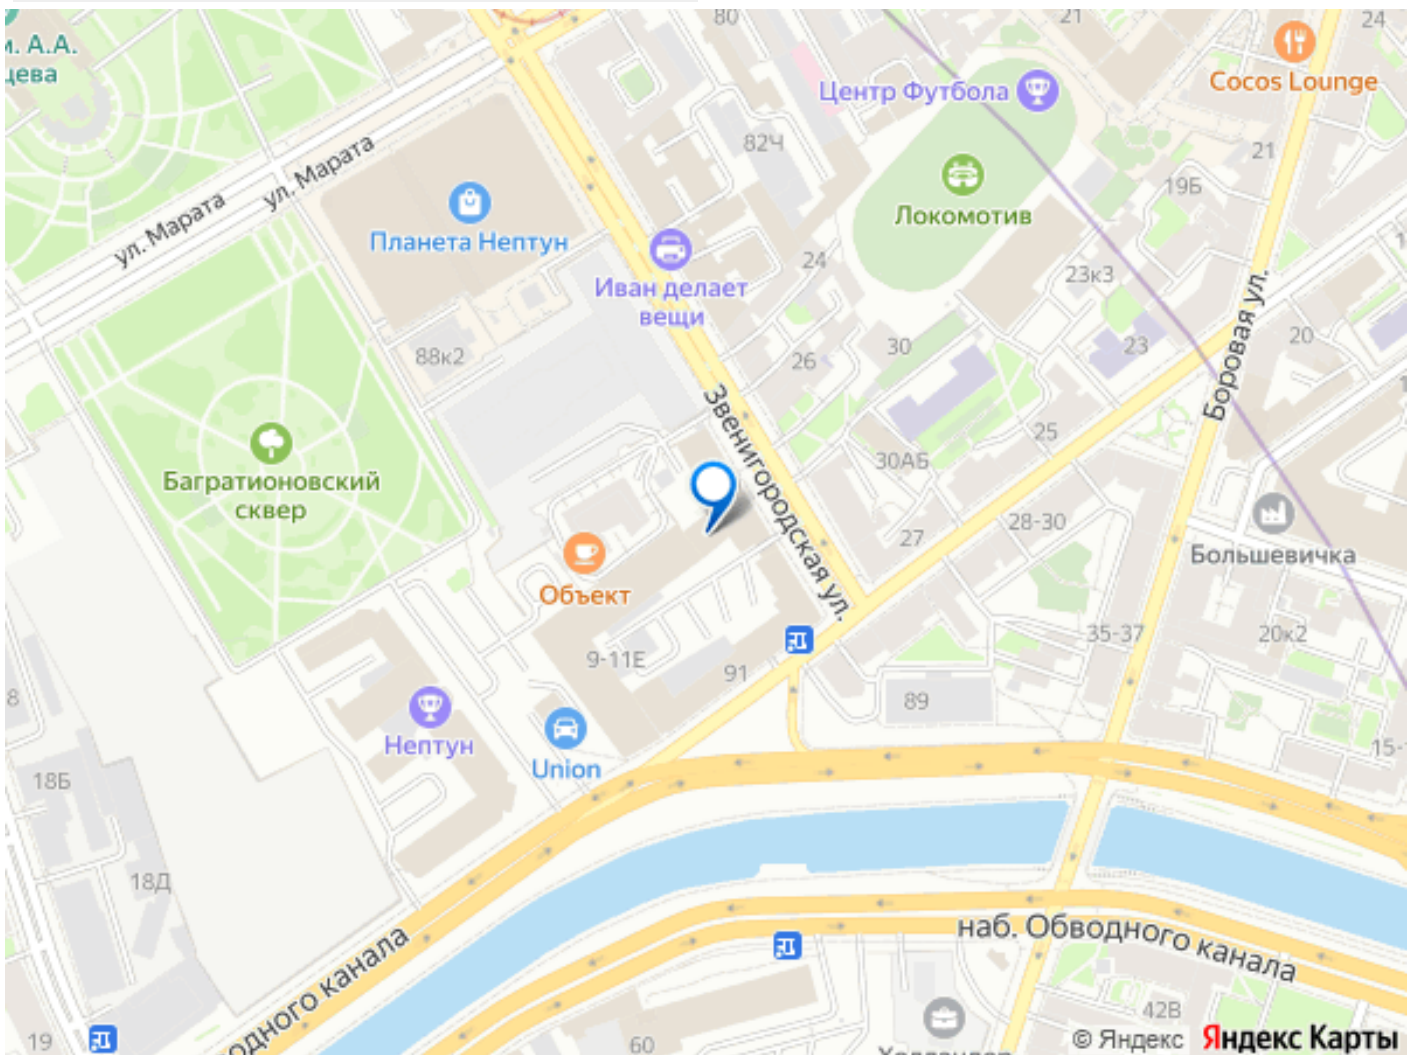 80
21
24
м. А.А.
цева
Cocos Lounge
Центр Футбола
82Ч
21
ул. Марата
ул. Марата
19Б
Локомотив
Планета Нептун
24
23к3
Иван делает
вещи
88к2
26
30
23
20
Боровая ул.
Звенигородская ул.
25
30АБ
Багратионовский
сквер
27
28-30
Большевичка
Объект
9-11Е
91
35-37
20к2
89
8
Нептун
Union
15-1
18Б
18Д
наб. Обводного канала
одного канала
42В
19
60
© Яндекс Яндекс Карты